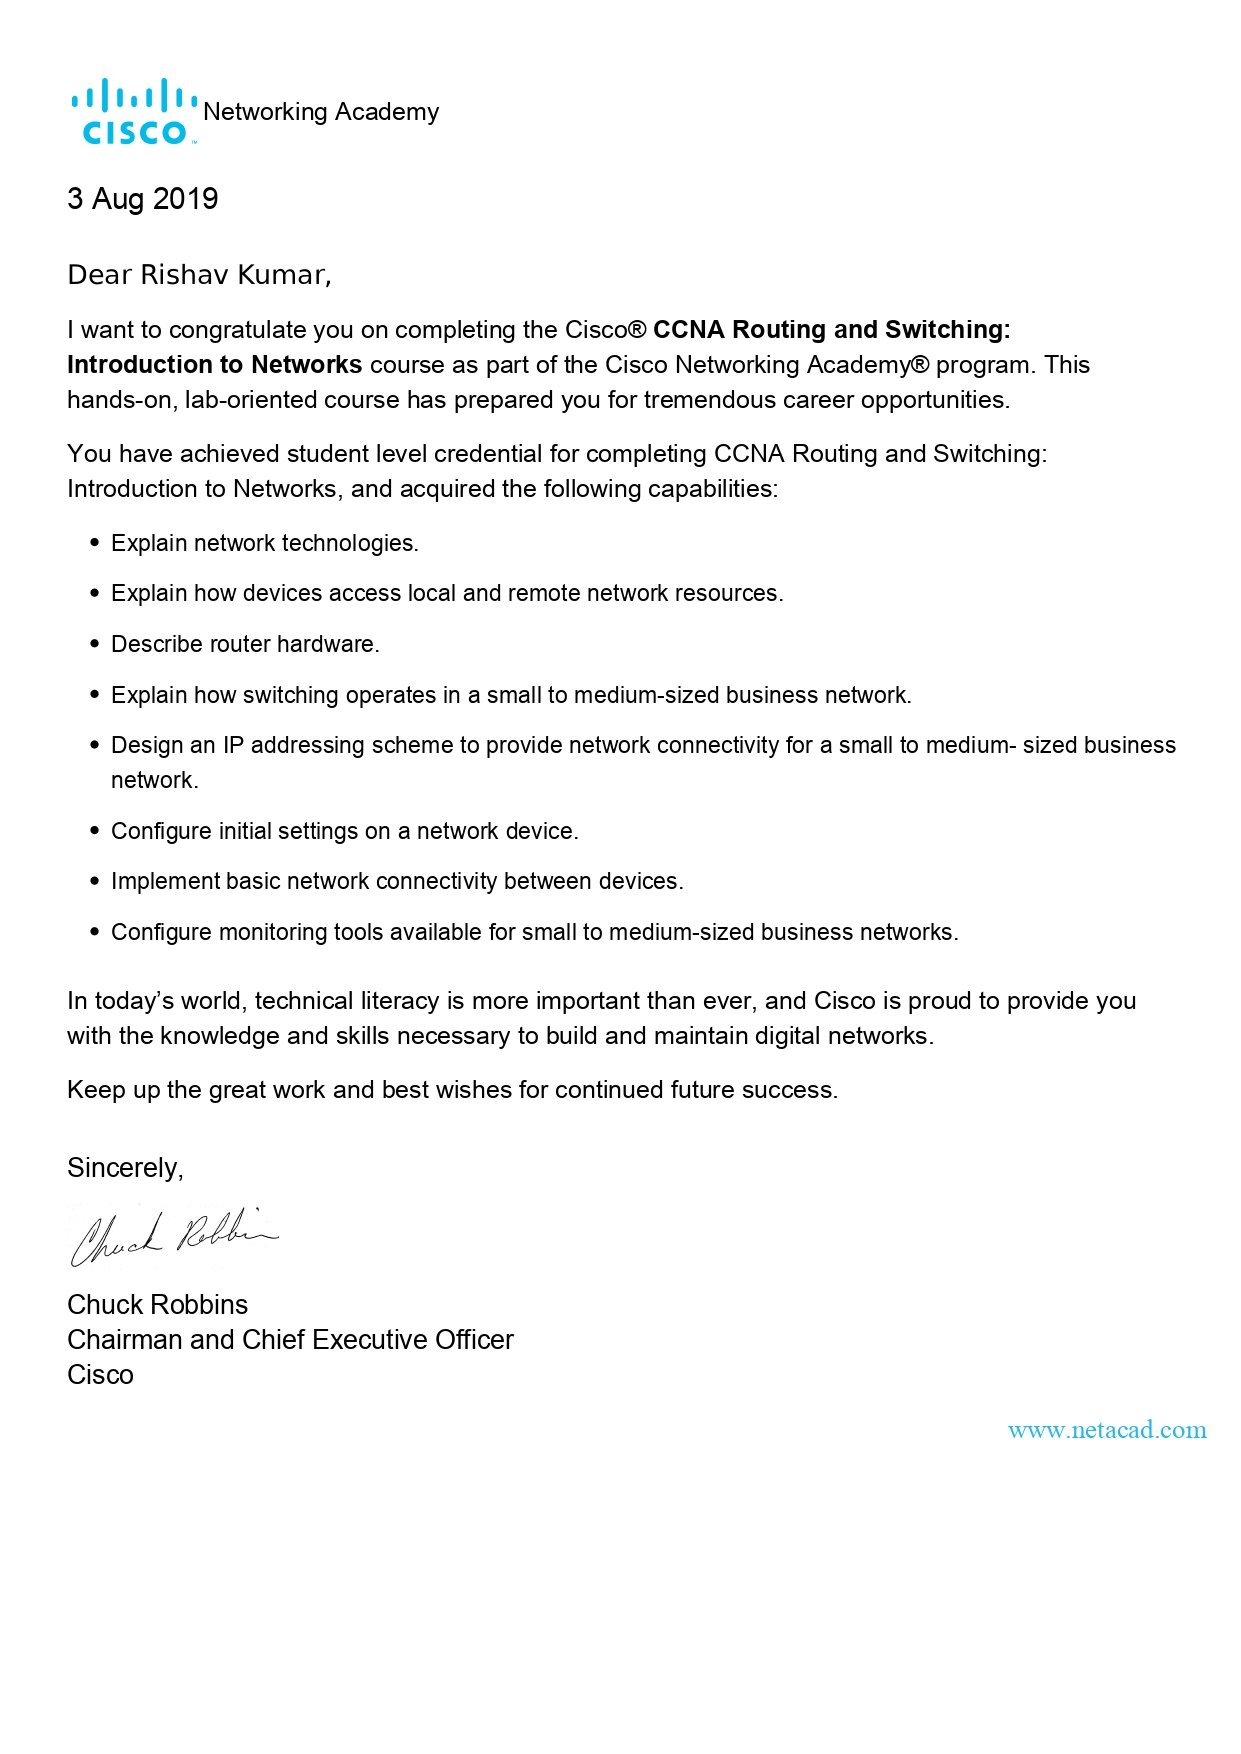 CISCO™ Networking Academy
3 Aug 2019
Dear Rishav Kumar,
I want to congratulate you on completing the Cisco® CCNA Routing and Switching:
Introduction to Networks course as part of the Cisco Networking Academy® program. This
hands-on, lab-oriented course has prepared you for tremendous career opportunities.
You have achieved student level credential for completing CCNA Routing and Switching:
Introduction to Networks, and acquired the following capabilities:
• Explain network technologies.
• Explain how devices access local and remote network resources.
• Describe router hardware.
• Explain how switching operates in a small to medium-sized business network.
• Design an IP addressing scheme to provide network connectivity for a small to medium- sized business
network.
• Configure initial settings on a network device.
• Implement basic network connectivity between devices.
• Configure monitoring tools available for small to medium-sized business networks.
In today’s world, technical literacy is more important than ever, and Cisco is proud to provide you
with the knowledge and skills necessary to build and maintain digital networks.
Keep up the great work and best wishes for continued future success.
Sincerely,
Chuck Robbins
Chuck Robbins
Chairman and Chief Executive Officer
Cisco
www.netacad.com